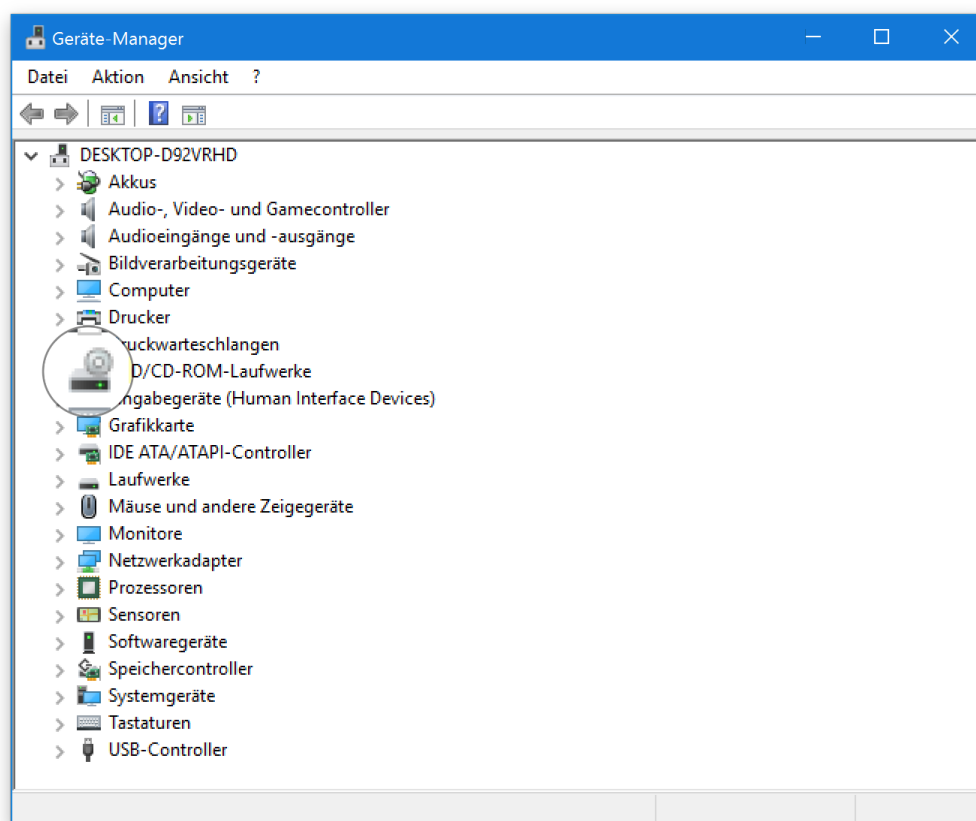 Geräte-Manager
Datei Aktion Ansicht ?
?
DESKTOP-D92VRHD
Akkus
Audio-, Video- und Gamecontroller
Audioeingänge und -ausgänge
Bildverarbeitungsgeräte
Computer
Drucker
ruckwarteschlangen
D/CD-ROM-Laufwerke
ngabegeräte (Human Interface Devices)
Grafikkarte
IDE ATA/ATAPI-Controller
Laufwerke
Mäuse und andere Zeigegeräte
Monitore
Netzwerkadapter
Prozessoren
Sensoren
Softwaregeräte
Speichercontroller
Systemgeräte
Tastaturen
USB-Controller